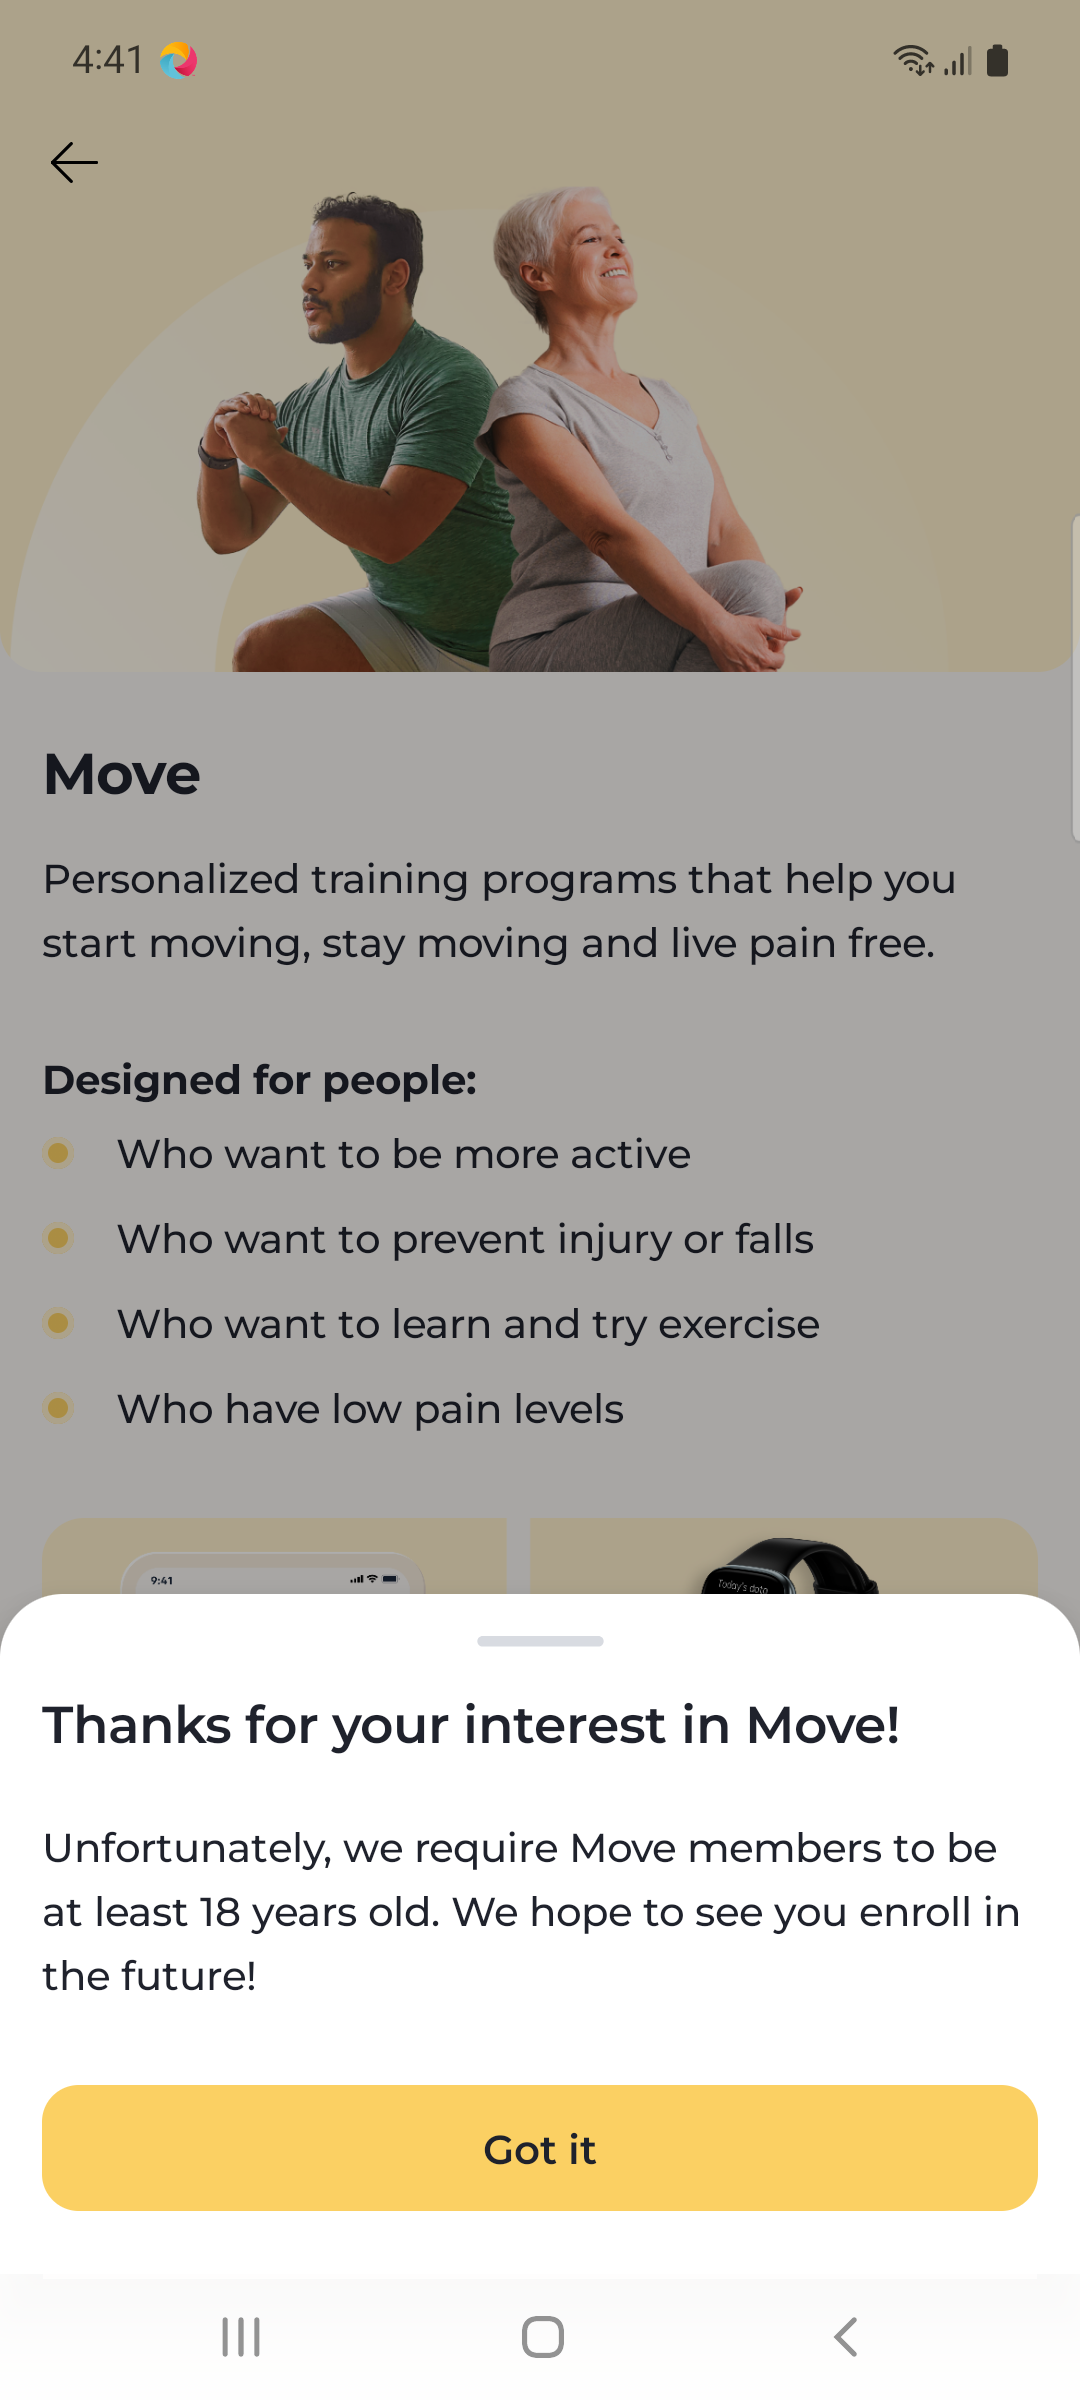 4:41
Move
Personalized training programs that help you
start moving, stay moving and live pain free.
Designed for people:
Who want to be more active
Who want to prevent injury or falls
Who want to learn and try exercise
Who have low pain levels
9:41
Today's data
Thanks for your interest in Move!
Unfortunately, we require Move members to be
at least 18 years old. We hope to see you enroll in
the future!
Got it